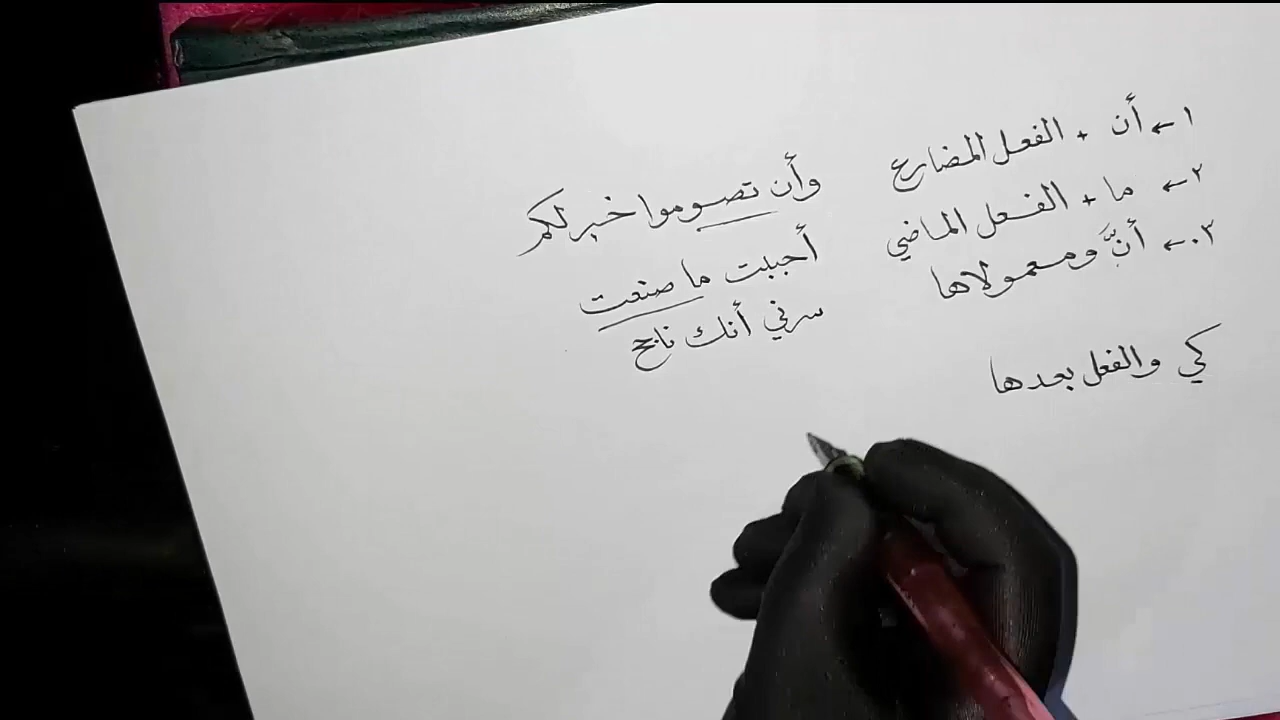 ١ ← أن + الفعل المضارع
وأن تصوموا خير لكم
٢ ← ما + الفعل الماضي
أحببت ما صنعت
٣ ← أنَّ ومعمولاها
سرني أنك ناجح
كي والفعل بعدها